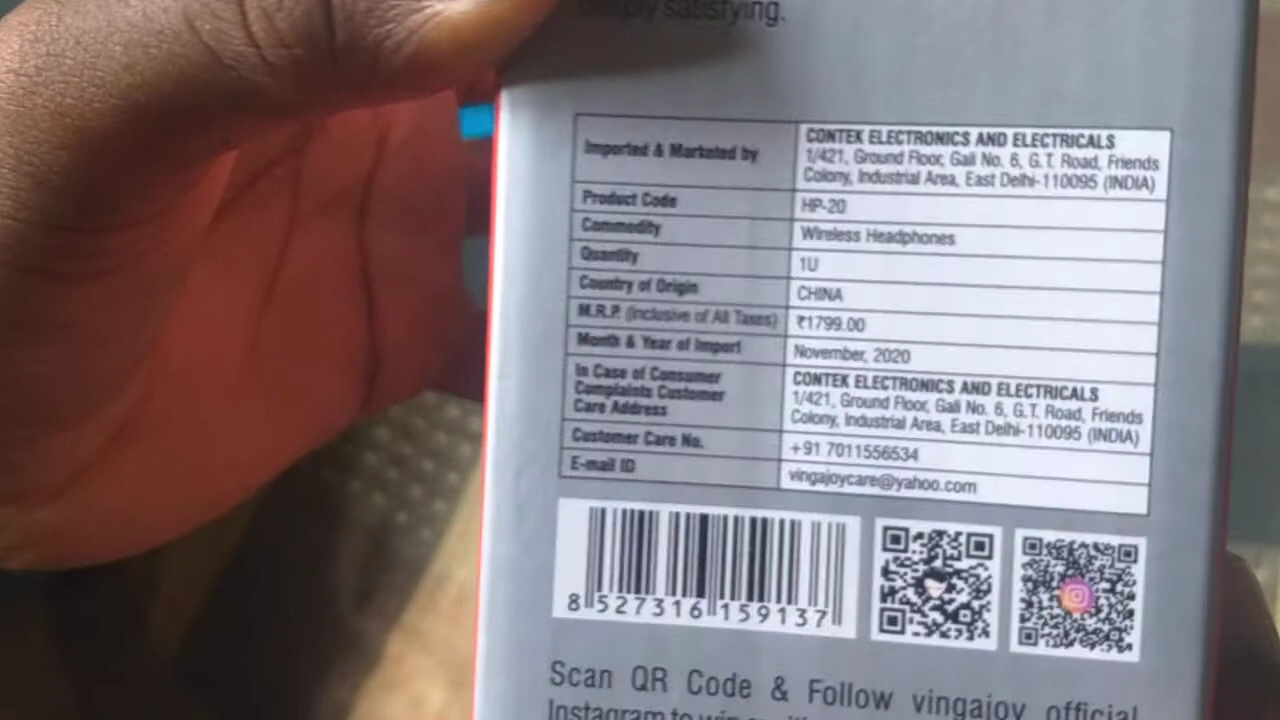 deeply satisfying.
Imported & Marketed by
CONTEK ELECTRONICS AND ELECTRICALS
1/421, Ground Floor, Gali No. 6, G.T. Road, Friends
Colony, Industrial Area, East Delhi-110095 (INDIA)
Product Code
HP-20
Commodity
Wireless Headphones
Quantity
1U
Country of Origin
CHINA
M.R.P. (Inclusive of All Taxes)
₹1799.00
Month & Year of Import
November, 2020
In Case of Consumer
Complaints Customer
Care Address
CONTEK ELECTRONICS AND ELECTRICALS
1/421, Ground Floor, Gali No. 6, G.T. Road, Friends
Colony, Industrial Area, East Delhi-110095 (INDIA)
Customer Care No.
+91 7011556534
E-mail ID
vingajoycare@yahoo.com
8 527316 159137
Scan QR Code & Follow vingajoy official
Instagram to win